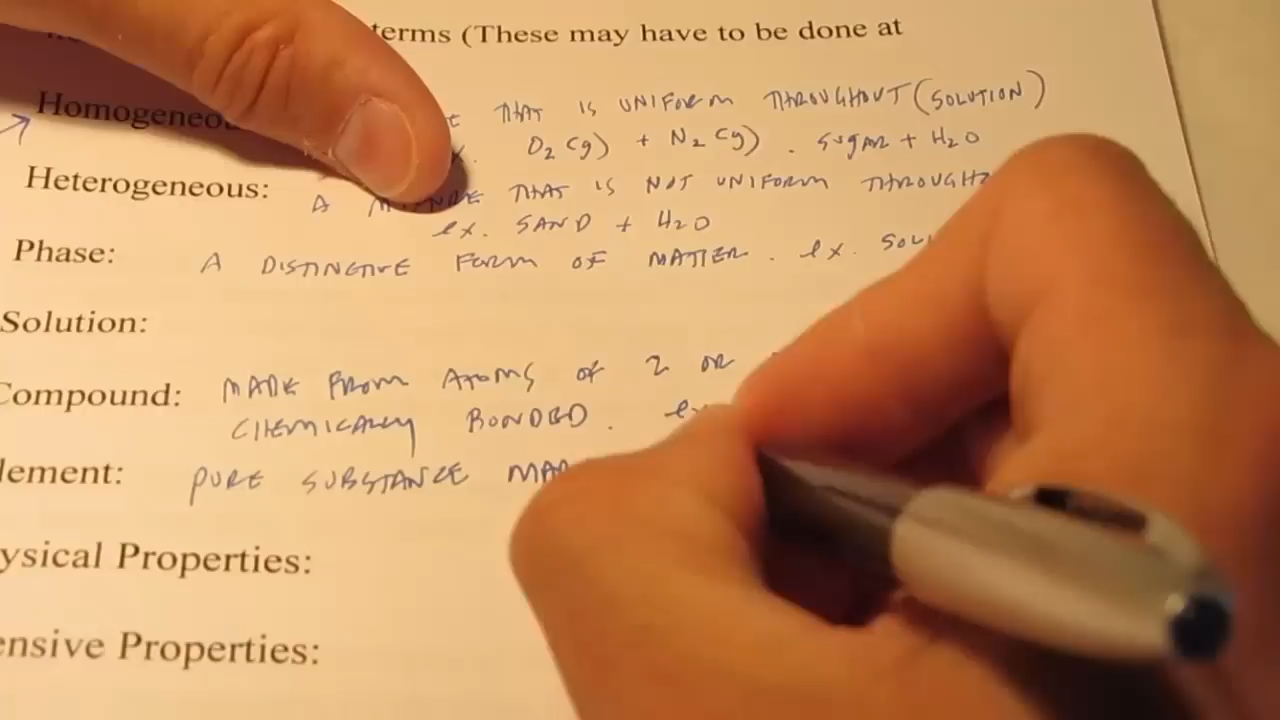 terms (These may have to be done at
Homogeneou
THAT IS UNIFORM THROUGHOUT (SOLUTION)
O2(g) + N2(g). sugar + H2O
Heterogeneous: A THAT IS NOT UNIFORM
ex. SAND + H2O
Phase: A DISTINCTIVE FORM OF MATTER. ex.
Solution:
Compound: MADE FROM ATOMS OF 2 OR
CHEMICALLY BONDED.
lement: PURE SUBSTANCE
ysical Properties:
ensive Properties: